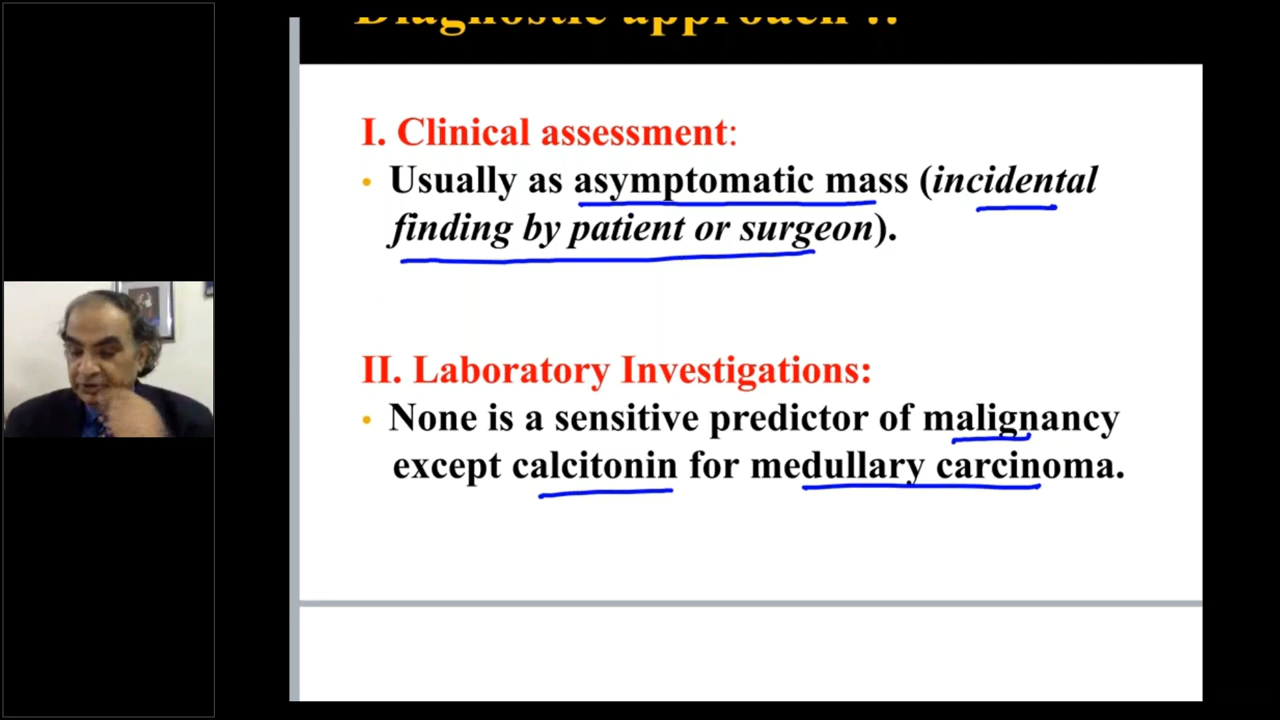 Diagnostic approach ..
I. Clinical assessment:
• Usually as asymptomatic mass (incidental
finding by patient or surgeon).
II. Laboratory Investigations:
• None is a sensitive predictor of malignancy
except calcitonin for medullary carcinoma.